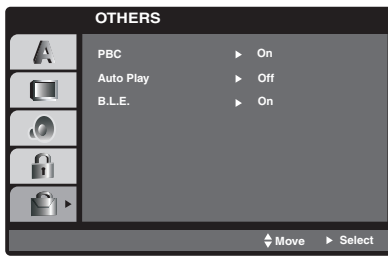 OTHERS
PBC ▶ On
Auto Play ▶ Off
B.L.E. ▶ On
Move ▶ Select